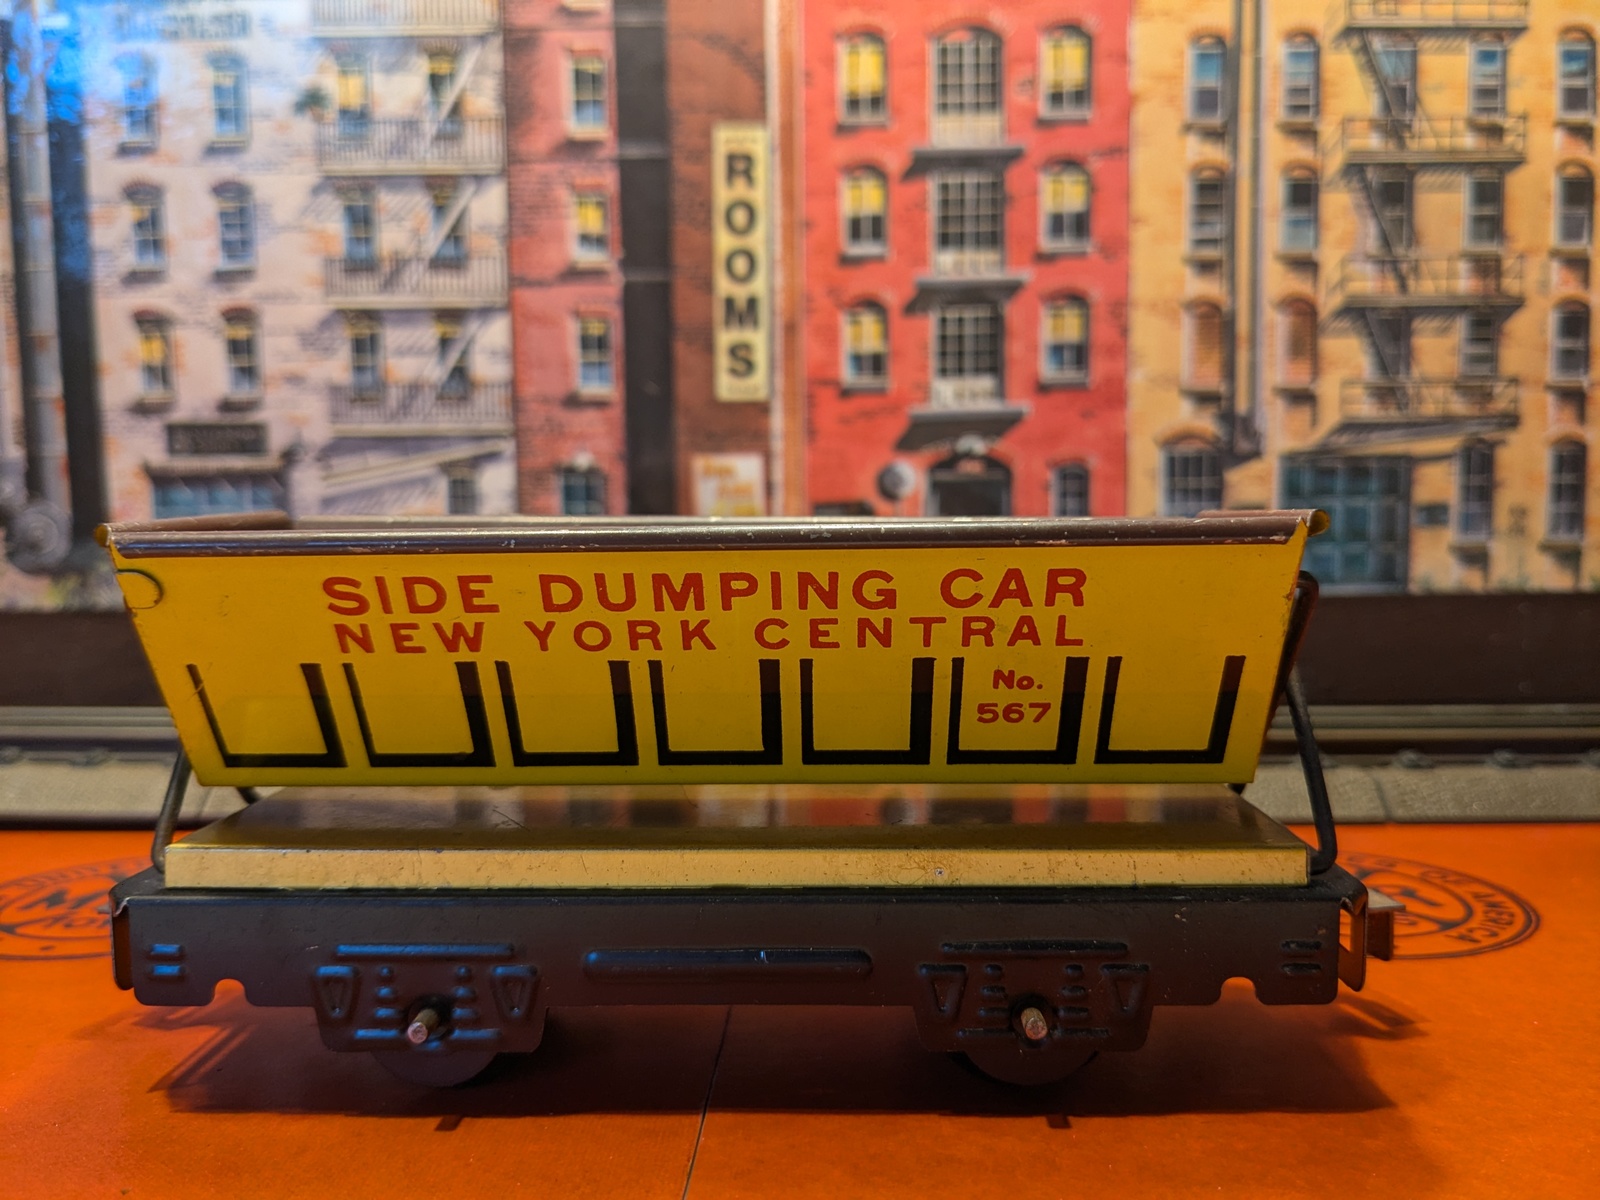 ROOMS
SIDE DUMPING CAR
NEW YORK CENTRAL
No.
567